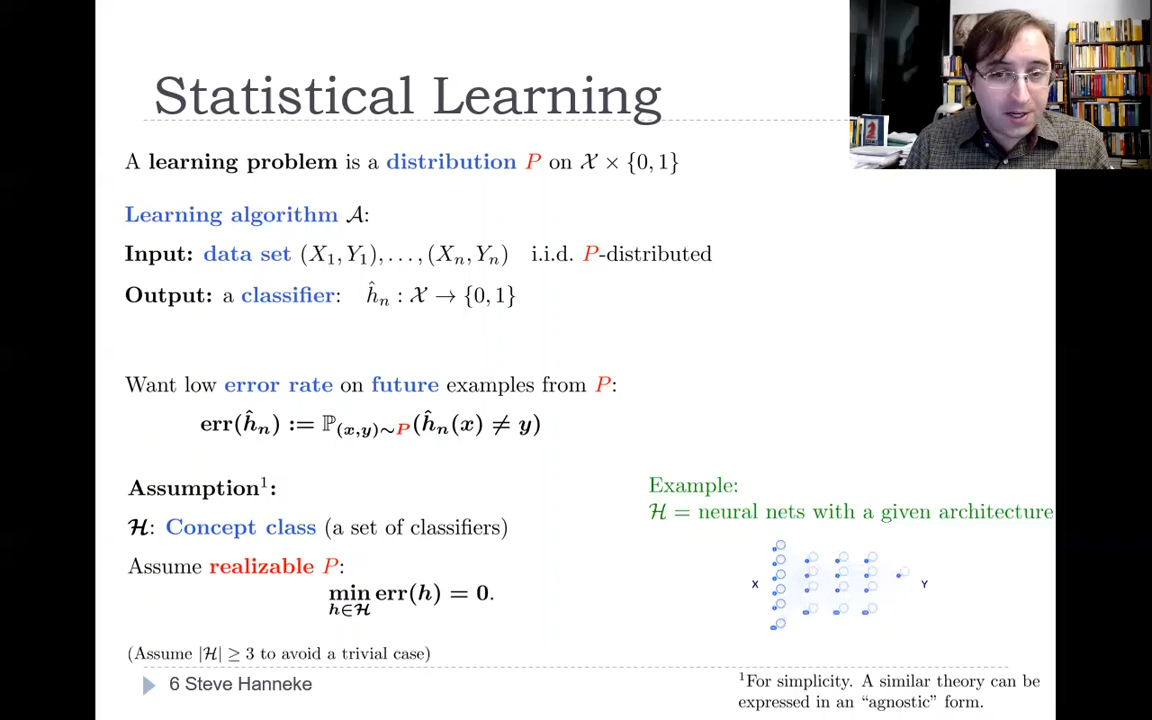 Statistical Learning
A learning problem is a distribution P on 𝒳 × {0, 1}
Learning algorithm 𝒜:
Input: data set (X₁, Y₁), . . . , (Xₙ, Yₙ) i.i.d. P-distributed
Output: a classifier: ĥₙ : 𝒳 → {0, 1}
Want low error rate on future examples from P:
err(ĥₙ) := ℙ₍ₓ,ᵧ₎∼P(ĥₙ(x) ≠ y)
Assumption¹:
ℋ: Concept class (a set of classifiers)
Assume realizable P:
min err(h) = 0.
h∈ℋ
(Assume |ℋ| ≥ 3 to avoid a trivial case)
Example:
ℋ = neural nets with a given architecture
X Y
6 Steve Hanneke
¹For simplicity. A similar theory can be
expressed in an “agnostic” form.